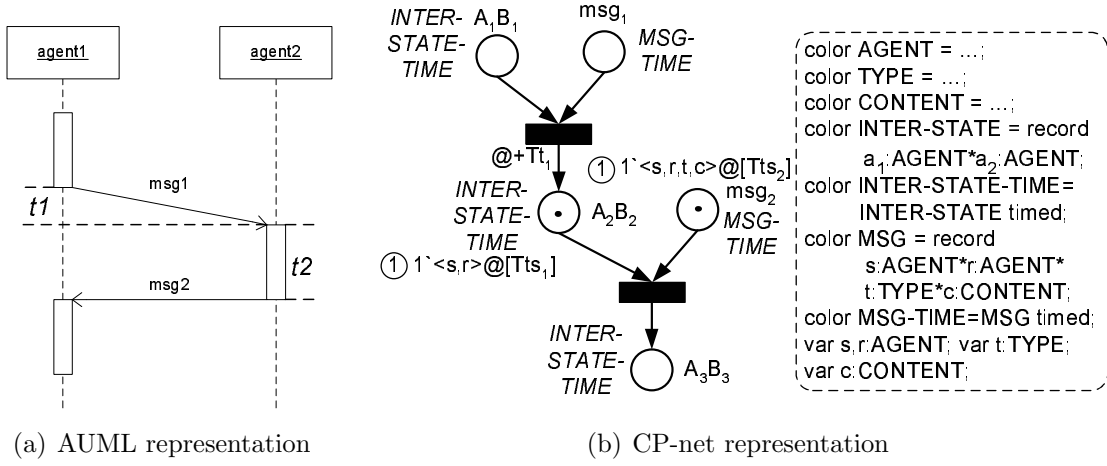 agent1
agent2
msg1
t1
t2
msg2
(a) AUML representation
INTER-
STATE-
TIME
A₁B₁
msg₁
MSG-
TIME
@+Tt₁
① 1`<s,r,t,c>@[Tts₂]
INTER-
STATE-
TIME
A₂B₂
msg₂
MSG-
TIME
① 1`<s,r>@[Tts₁]
INTER-
STATE-
TIME
A₃B₃
color AGENT = ...;
color TYPE = ...;
color CONTENT = ...;
color INTER-STATE = record
a₁:AGENT*a₂:AGENT;
color INTER-STATE-TIME=
INTER-STATE timed;
color MSG = record
s:AGENT*r:AGENT*
t:TYPE*c:CONTENT;
color MSG-TIME=MSG timed;
var s,r:AGENT; var t:TYPE;
var c:CONTENT;
(b) CP-net representation